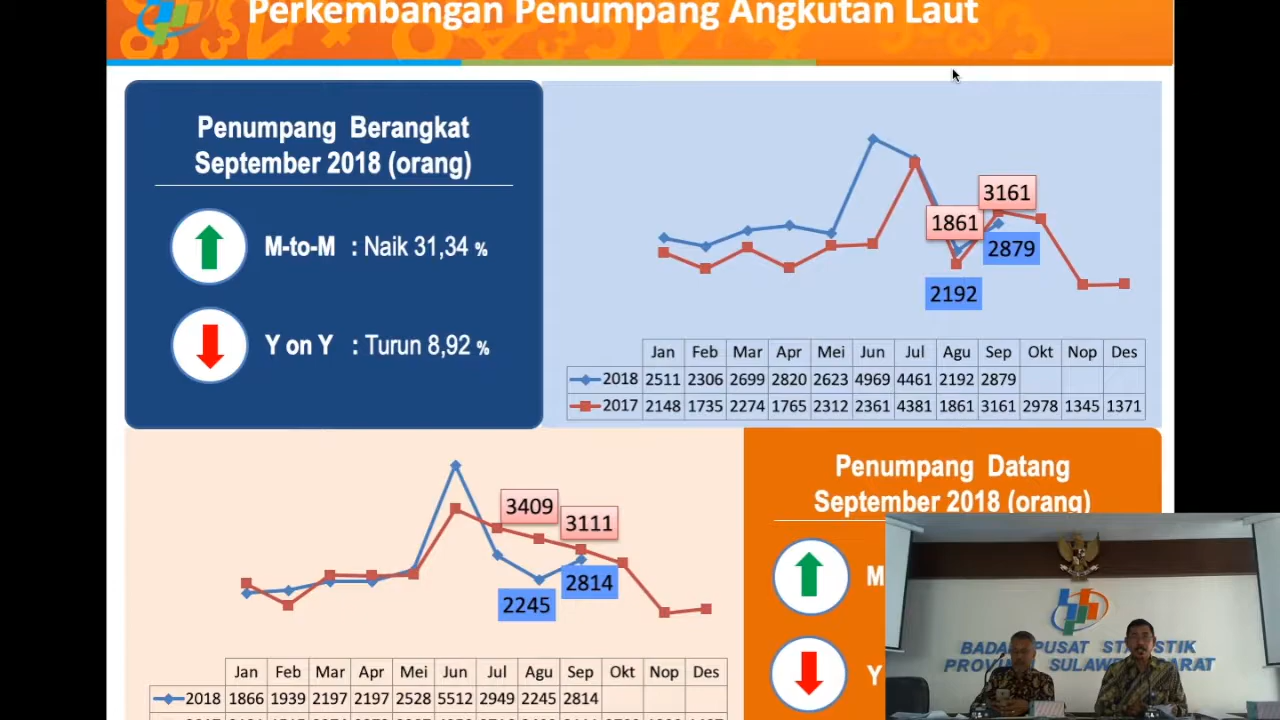 Perkembangan Penumpang Angkutan Laut
Penumpang Berangkat
September 2018 (orang)
M-to-M : Naik 31,34 %
Y on Y : Turun 8,92 %
3161
1861
2879
2192
Jan Feb Mar Apr Mei Jun Jul Agu Sep Okt Nop Des
2018 2511 2306 2699 2820 2623 4969 4461 2192 2879
2017 2148 1735 2274 1765 2312 2361 4381 1861 3161 2978 1345 1371
3409
3111
2814
2245
Jan Feb Mar Apr Mei Jun Jul Agu Sep Okt Nop Des
2018 1866 1939 2197 2197 2528 5512 2949 2245 2814
Penumpang Datang
September 2018 (orang)
M
Y
BADAN PUSAT STATISTIK
PROVINSI SULAWESI BARAT